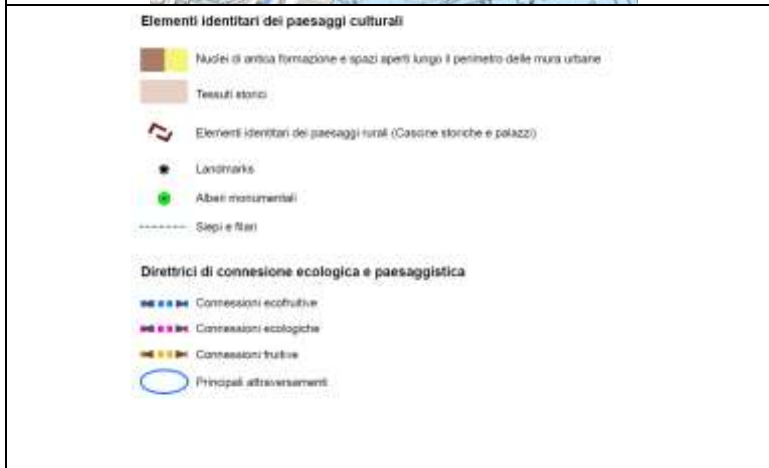 Elementi identitari dei paesaggi culturali
Nuclei di antica formazione e spazi aperti lungo il perimetro delle mura urbane
Tessuti storici
Elementi identitari dei paesaggi rurali (Cascine storiche e palazzi)
Landmarks
Alberi monumentali
Siepi e filari
Direttrici di connesione ecologica e paesaggistica
Connessioni ecofruitive
Connessioni ecologiche
Connessioni fruitive
Principali attraversamenti